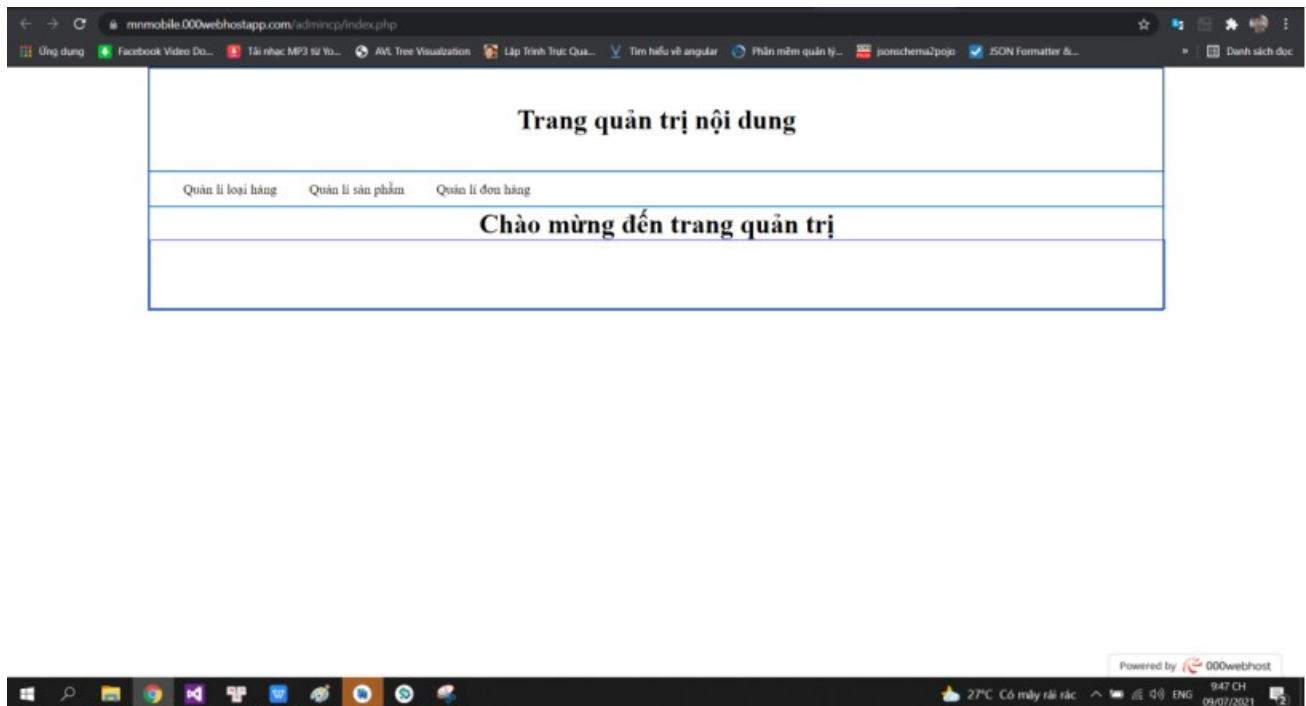 mnmobile.000webhostapp.com/admincp/index.php
Ứng dụng Facebook Video Do... Tải nhạc MP3 từ Yo... AVL Tree Visualzation Lập Trình Trực Qua... Tìm hiểu về angular Phần mềm quản lý... jsonschema2pojo JSON Formatter &... » Danh sách đọc
Trang quản trị nội dung
Quản lí loại hàng Quản lí sản phẩm Quản lí đơn hàng
Chào mừng đến trang quản trị
Powered by 000webhost
27°C Có mây rải rác ENG 9:47 CH
09/07/2021 2